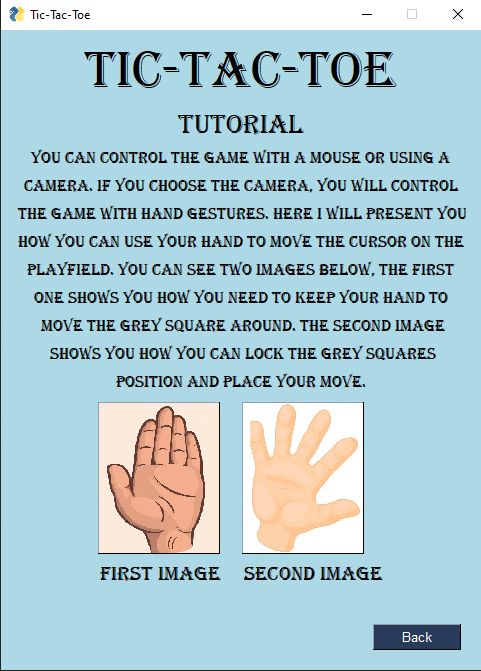 Tic-Tac-Toe
TIC-TAC-TOE
TUTORIAL
YOU CAN CONTROL THE GAME WITH A MOUSE OR USING A
CAMERA. IF YOU CHOOSE THE CAMERA, YOU WILL CONTROL
THE GAME WITH HAND GESTURES. HERE I WILL PRESENT YOU
HOW YOU CAN USE YOUR HAND TO MOVE THE CURSOR ON THE
PLAYFIELD. YOU CAN SEE TWO IMAGES BELOW, THE FIRST
ONE SHOWS YOU HOW YOU NEED TO KEEP YOUR HAND TO
MOVE THE GREY SQUARE AROUND. THE SECOND IMAGE
SHOWS YOU HOW YOU CAN LOCK THE GREY SQUARES
POSITION AND PLACE YOUR MOVE.
FIRST IMAGE SECOND IMAGE
Back